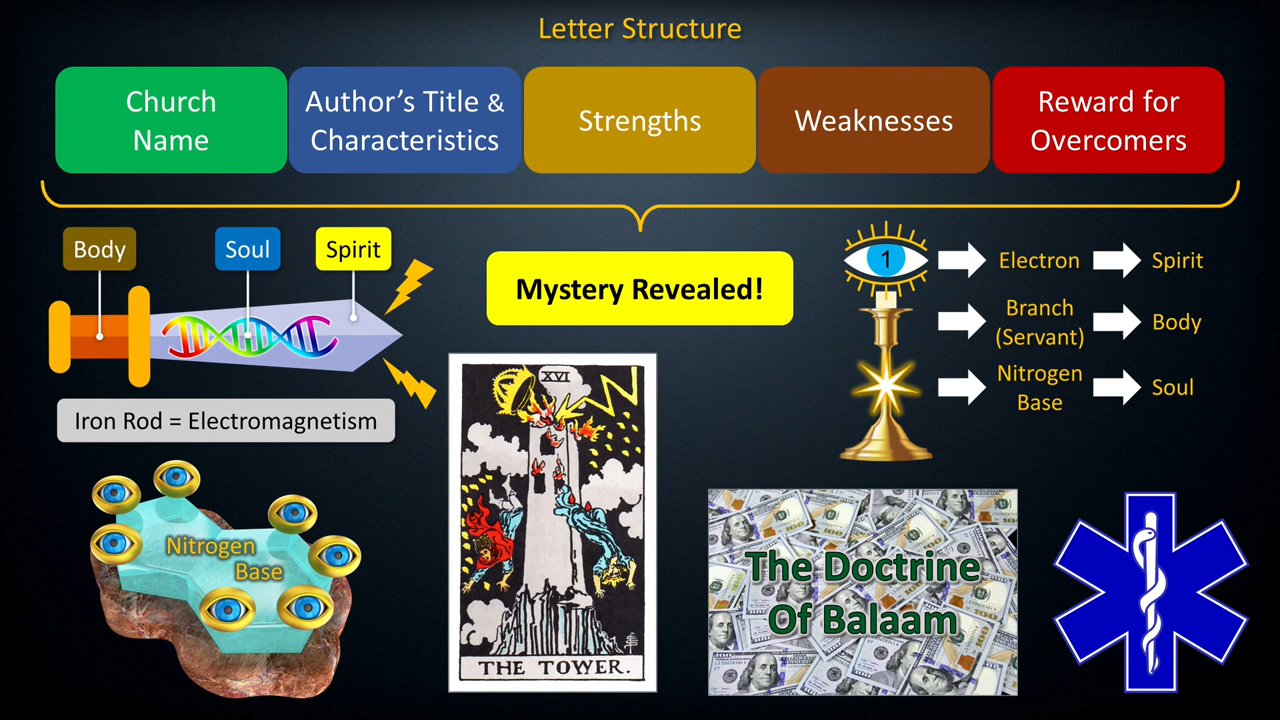 Letter Structure
Church
Name
Author's Title &
Characteristics
Strengths
Weaknesses
Reward for
Overcomers
Body
Soul
Spirit
Iron Rod = Electromagnetism
Nitrogen
Base
Mystery Revealed!
XVI
THE TOWER.
1
Electron
Spirit
Branch
(Servant)
Body
Nitrogen
Base
Soul
The Doctrine
Of Balaam